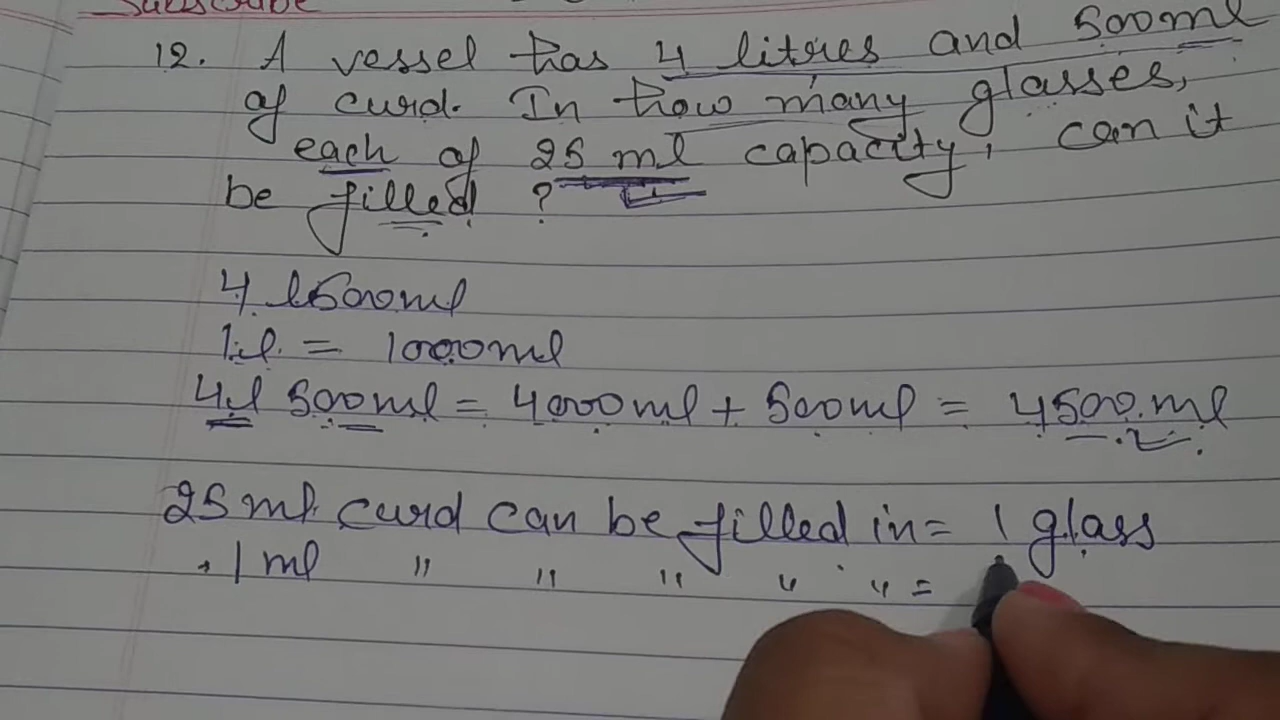 Subscribe
12. A vessel has 4 litres and 500ml
of curd. In how many glasses,
each of 25 ml capacity, can it
be filled ?
4 l 500ml
1 l = 1000ml
4 l 500ml = 4000ml + 500ml = 4500 ml
25 ml curd can be filled in = 1 glass
1 ml " " " " " =